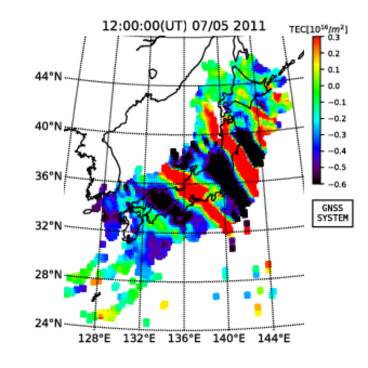 12:00:00(UT) 07/05 2011
TEC[10¹⁶/m²]
0.3
0.2
0.1
0.0
−0.1
−0.2
−0.3
−0.4
−0.5
−0.6
44°N
40°N
36°N
32°N
28°N
24°N
128°E
132°E
136°E
140°E
144°E
GNSS
SYSTEM